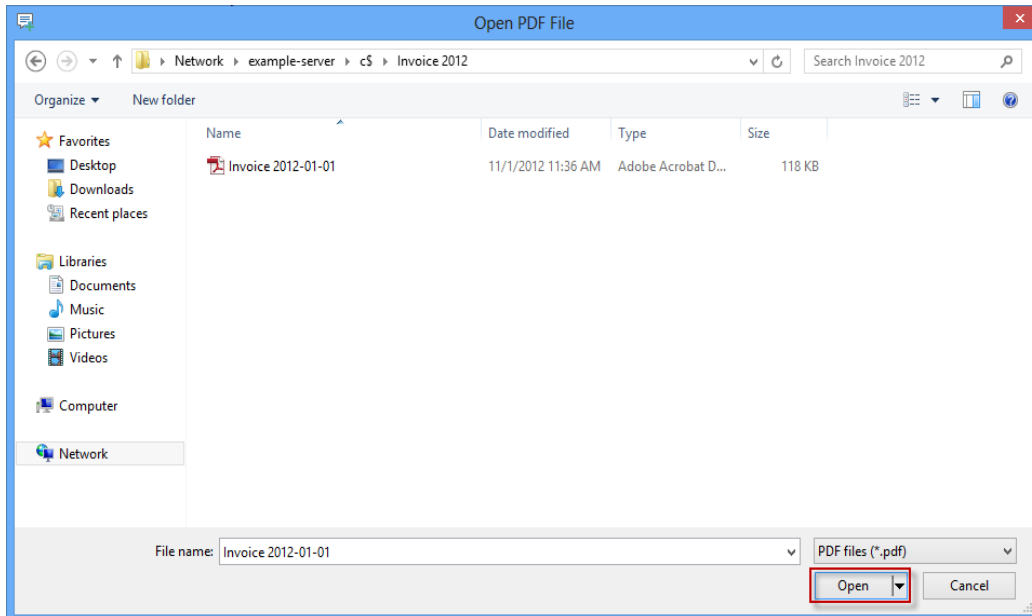 Open PDF File
Network example-server c$ Invoice 2012
Search Invoice 2012
Organize New folder
Name Date modified Type Size
Favorites
Desktop
Downloads
Recent places
Libraries
Documents
Music
Pictures
Videos
Computer
Network
Invoice 2012-01-01 11/1/2012 11:36 AM Adobe Acrobat D... 118 KB
File name: Invoice 2012-01-01 PDF files (*.pdf)
Open Cancel